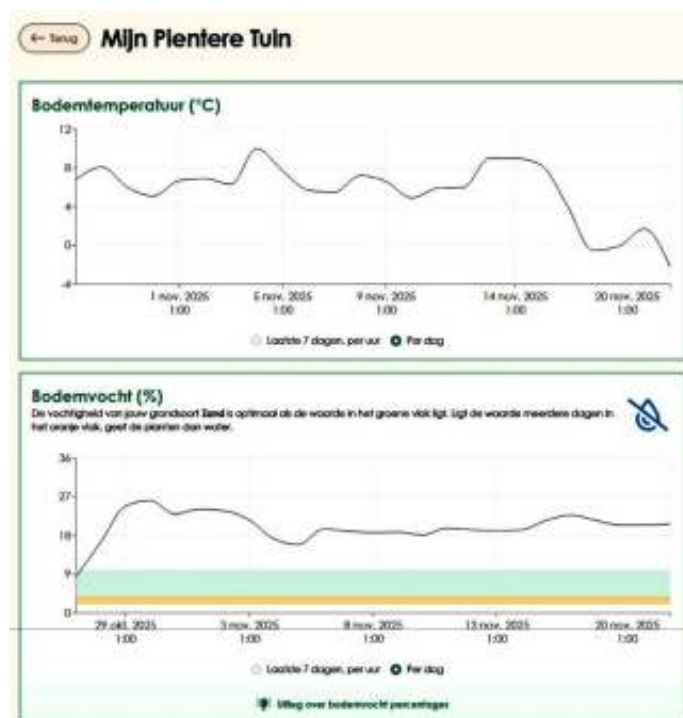 ← Terug
Mijn Pientere Tuin
Bodemtemperatuur (°C)
12
8
4
0
-4
1 nov. 2025
1:00
5 nov. 2025
1:00
9 nov. 2025
1:00
14 nov. 2025
1:00
20 nov. 2025
1:00
Laatste 7 dagen, per uur
Per dag
Bodemvocht (%)
De vochtigheid van jouw grondsoort Zand is optimaal als de waarde in het groene vlak ligt. Ligt de waarde meerdere dagen in
het oranje vlak, geef de planten dan water.
36
27
18
9
0
29 okt. 2025
1:00
3 nov. 2025
1:00
8 nov. 2025
1:00
13 nov. 2025
1:00
20 nov. 2025
1:00
Laatste 7 dagen, per uur
Per dag
Uitleg over bodemvocht percentages